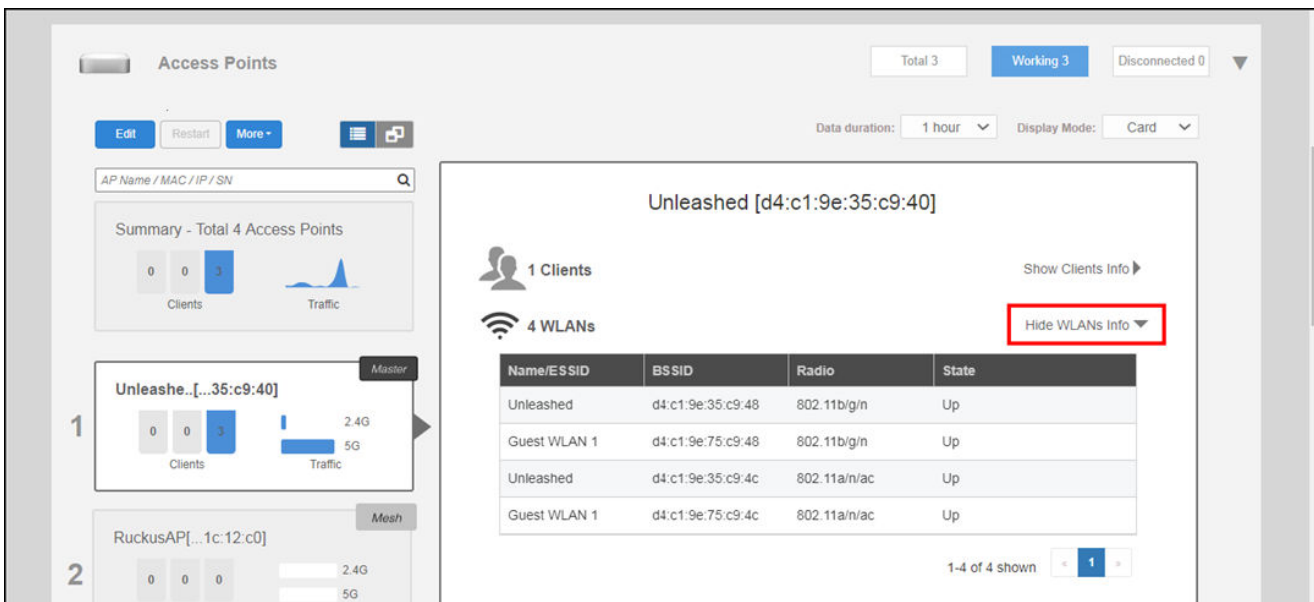 Access Points
Total 3 Working 3 Disconnected 0
Edit Restart More
Data duration: 1 hour Display Mode: Card
AP Name / MAC / IP / SN
Summary - Total 4 Access Points
0 0 3
Clients Traffic
Master
Unleashe..[...35:c9:40]
1
0 0 3
2.4G
5G
Clients Traffic
Mesh
RuckusAP[...1c:12:c0]
2
0 0 0
2.4G
5G
Unleashed [d4:c1:9e:35:c9:40]
1 Clients Show Clients Info
4 WLANs Hide WLANs Info
Name/ESSID BSSID Radio State
Unleashed d4:c1:9e:35:c9:48 802.11b/g/n Up
Guest WLAN 1 d4:c1:9e:75:c9:48 802.11b/g/n Up
Unleashed d4:c1:9e:35:c9:4c 802.11a/n/ac Up
Guest WLAN 1 d4:c1:9e:75:c9:4c 802.11a/n/ac Up
1-4 of 4 shown « 1 »